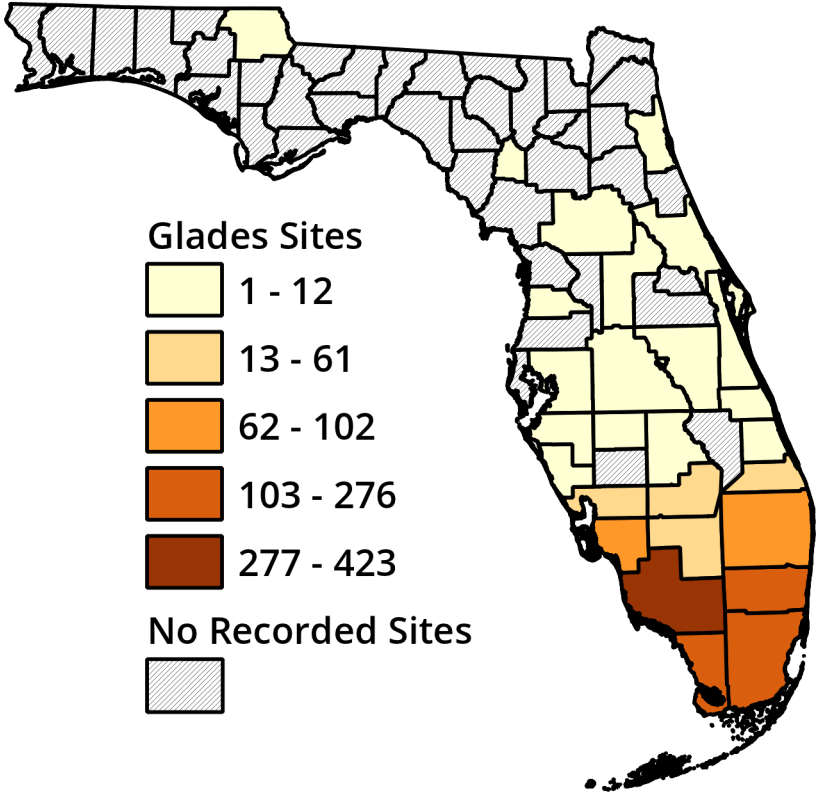 Glades Sites
1 - 12
13 - 61
62 - 102
103 - 276
277 - 423
No Recorded Sites